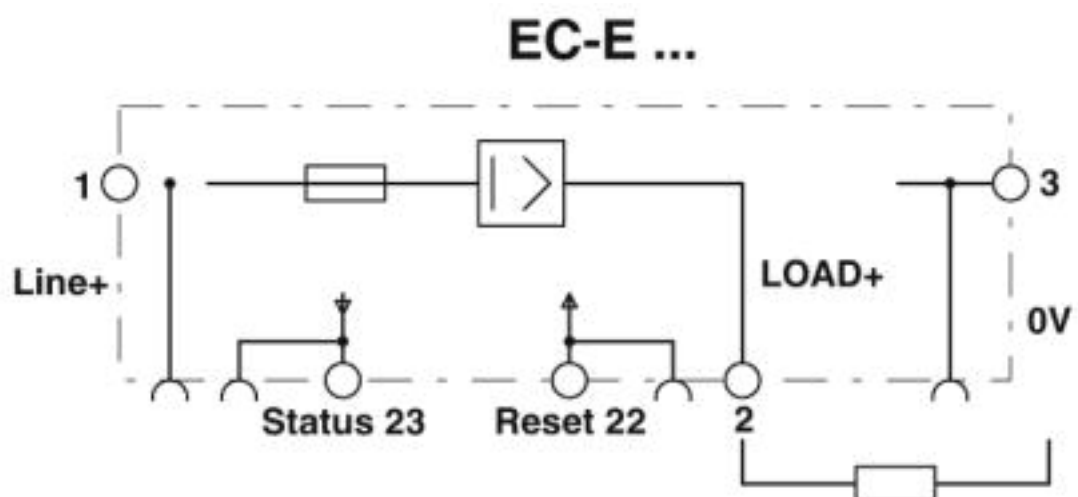 EC-E ...
1
3
Line+
LOAD+
0V
Status 23
Reset 22
2